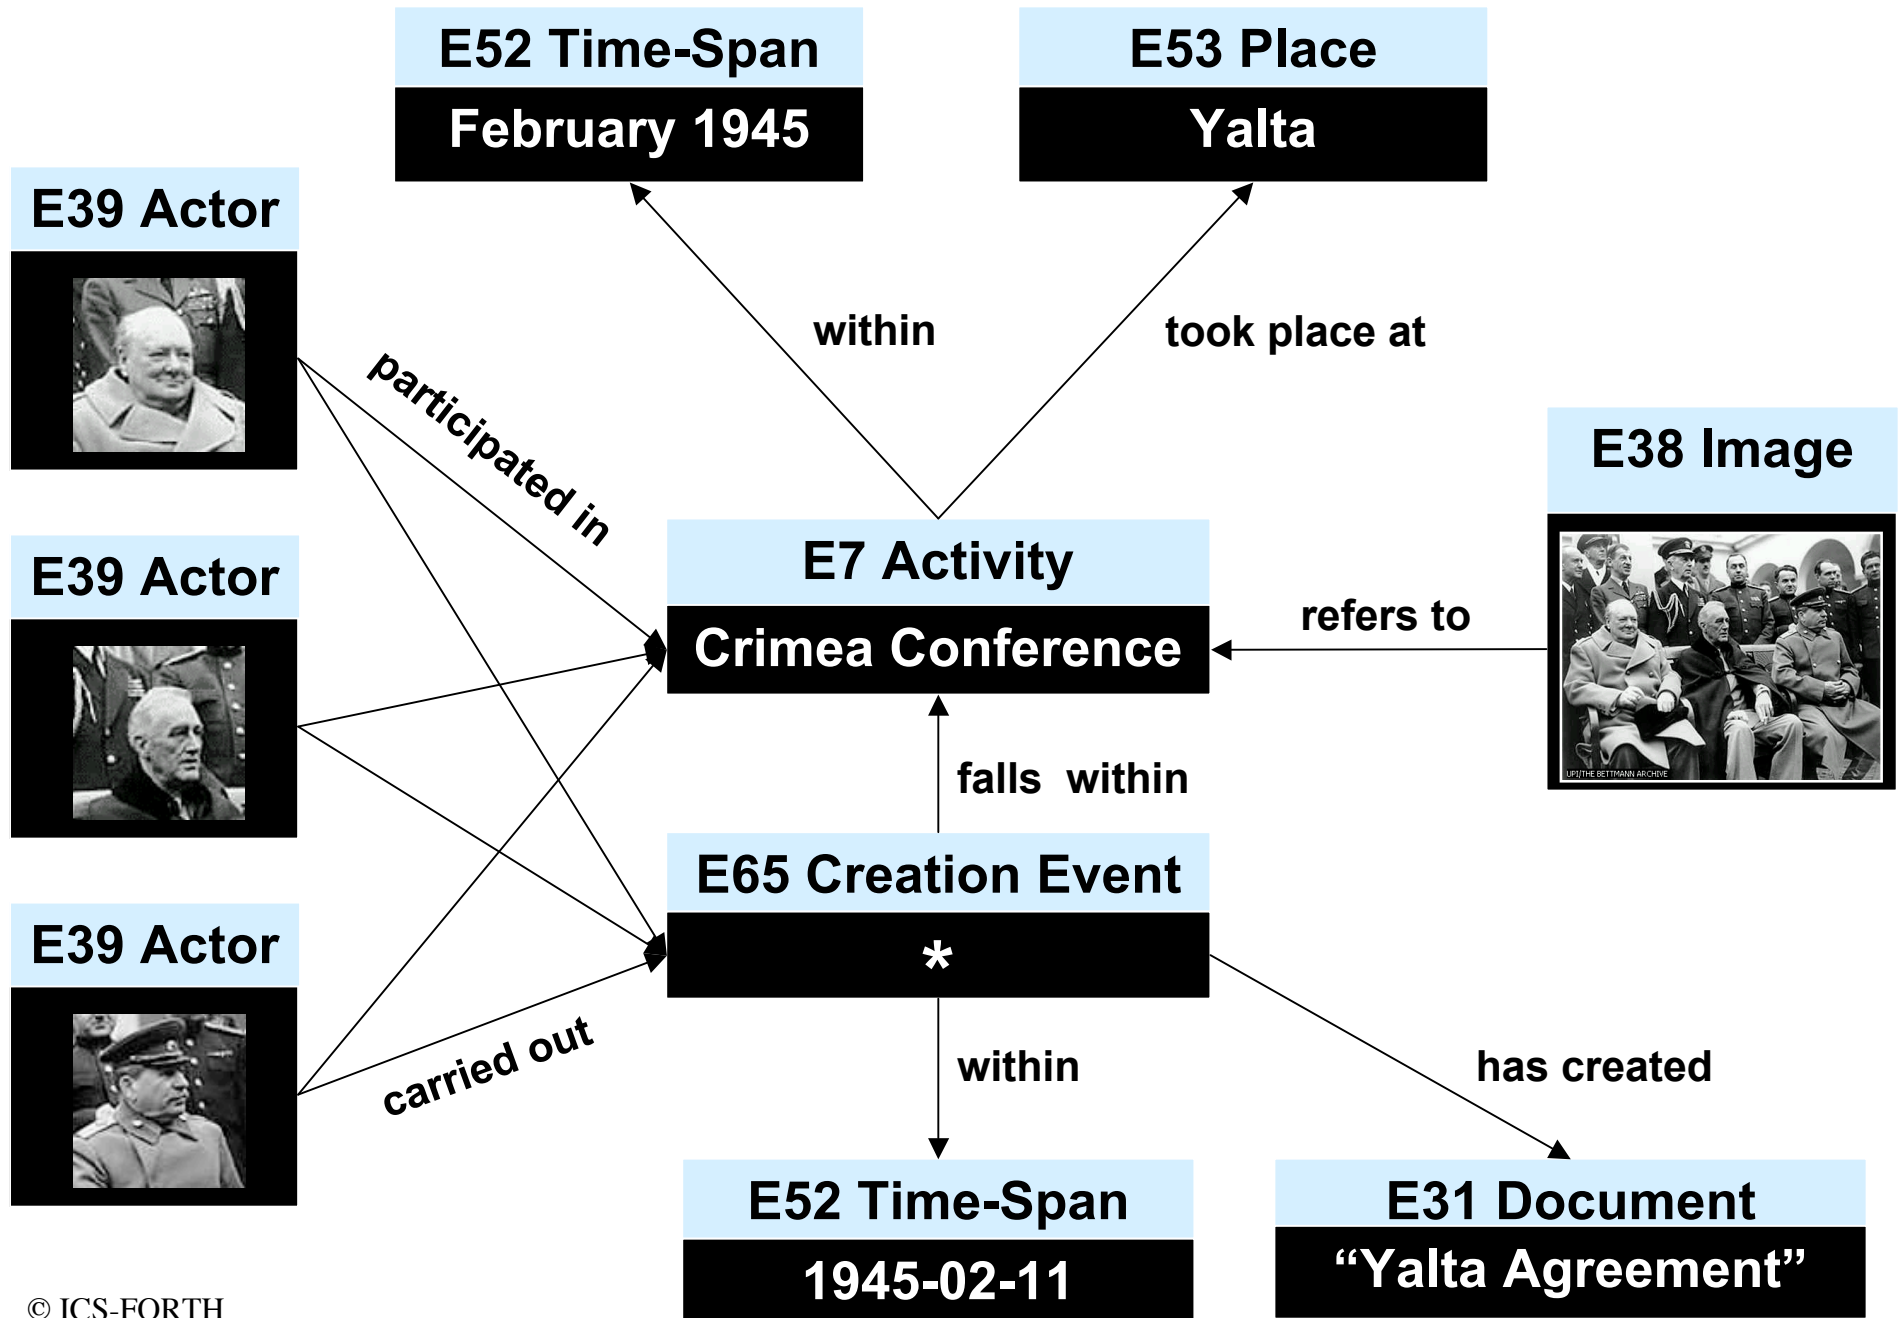 E52 Time-Span
February 1945
E53 Place
Yalta
E39 Actor
within
took place at
participated in
E38 Image
UPI/THE BETTMANN ARCHIVE
E39 Actor
E7 Activity
Crimea Conference
refers to
falls within
E65 Creation Event
*
E39 Actor
carried out
within
has created
E52 Time-Span
1945-02-11
E31 Document
“Yalta Agreement”
© ICS-FORTH